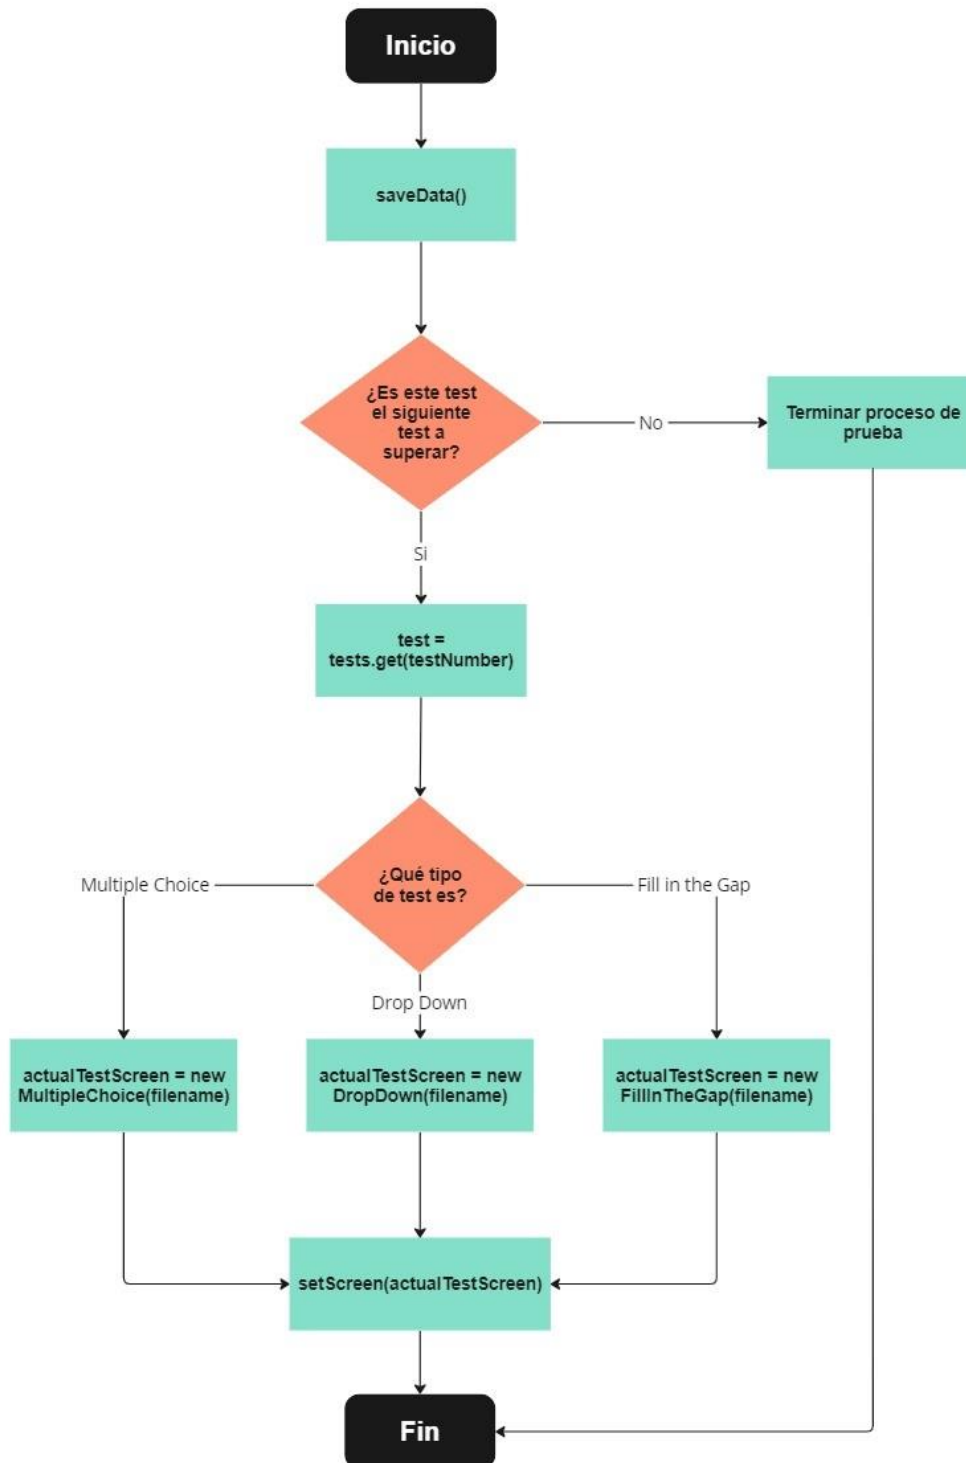 Inicio
saveData()
¿Es este test
el siguiente
test a
superar?
No
Terminar proceso de
prueba
Si
test =
tests.get(testNumber)
¿Qué tipo
de test es?
Multiple Choice
Fill in the Gap
Drop Down
actualTestScreen = new
MultipleChoice(filename)
actualTestScreen = new
DropDown(filename)
actualTestScreen = new
FillInTheGap(filename)
setScreen(actualTestScreen)
Fin